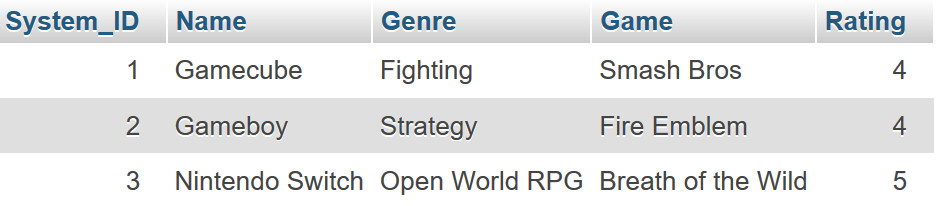 System_ID Name Genre Game Rating
1 Gamecube Fighting Smash Bros 4
2 Gameboy Strategy Fire Emblem 4
3 Nintendo Switch Open World RPG Breath of the Wild 5